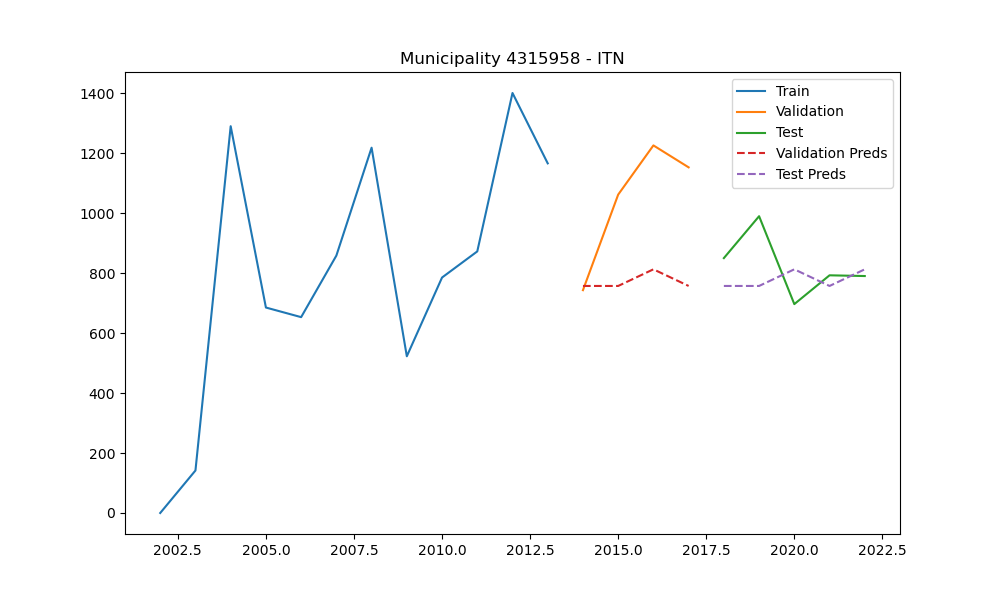 Municipality 4315958 - ITN
Train
Validation
Test
Validation Preds
Test Preds
1400
1200
1000
800
600
400
200
0
2002.5 2005.0 2007.5 2010.0 2012.5 2015.0 2017.5 2020.0 2022.5